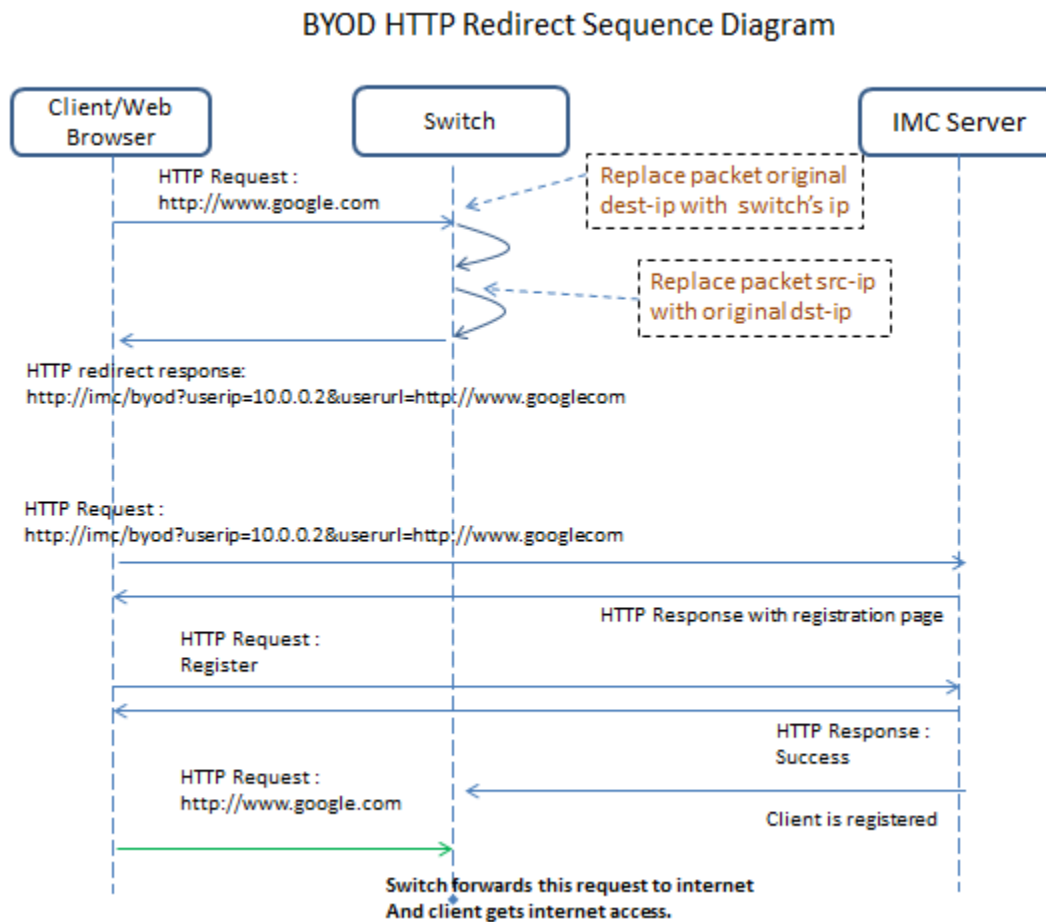 BYOD HTTP Redirect Sequence Diagram
Client/Web
Browser
Switch
IMC Server
HTTP Request :
http://www.google.com
Replace packet original
dest-ip with switch's ip
Replace packet src-ip
with original dst-ip
HTTP redirect response:
http://imc/byod?userip=10.0.0.2&userurl=http://www.googlecom
HTTP Request :
http://imc/byod?userip=10.0.0.2&userurl=http://www.googlecom
HTTP Response with registration page
HTTP Request :
Register
HTTP Response :
Success
HTTP Request :
http://www.google.com
Client is registered
Switch forwards this request to internet
And client gets internet access.